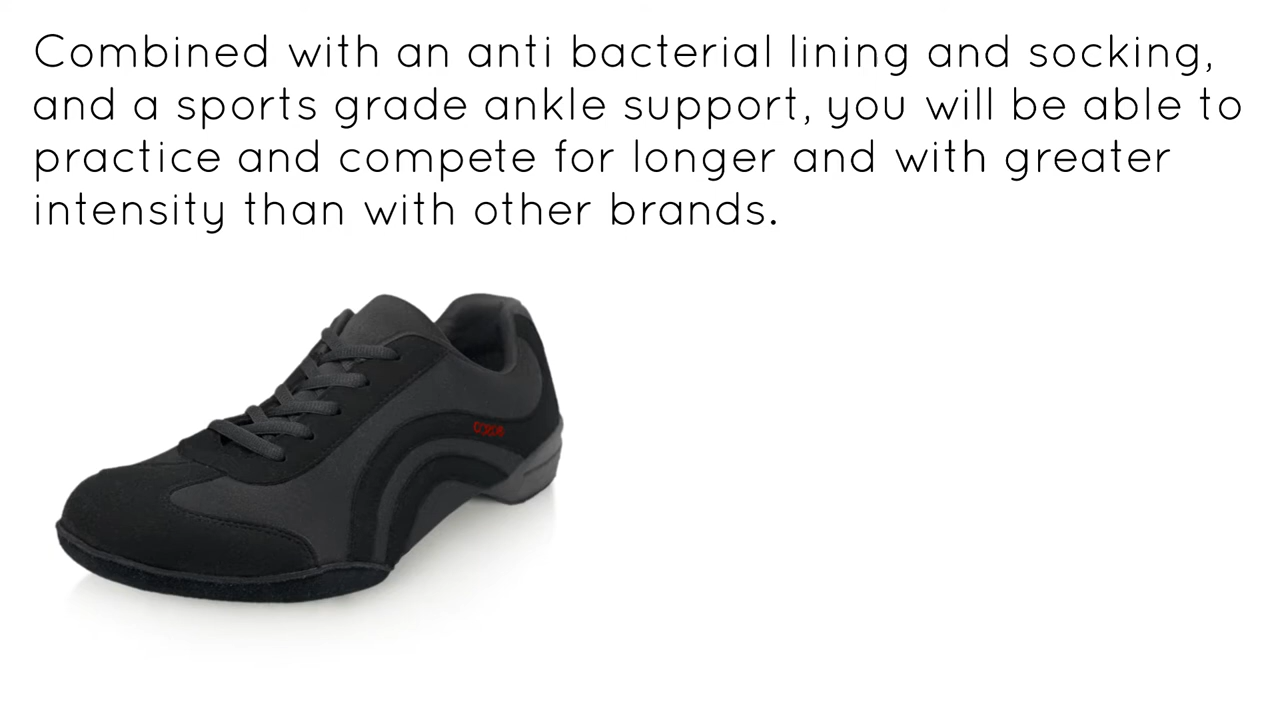 Combined with an anti bacterial lining and socking,
and a sports grade ankle support, you will be able to
practice and compete for longer and with greater
intensity than with other brands.